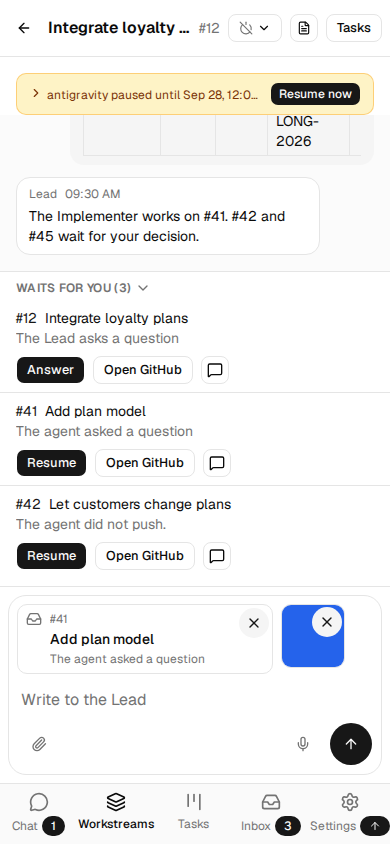 Integrate loyalty ... #12 Tasks
antigravity paused until Sep 28, 12:0... Resume now
LONG-
2026
Lead 09:30 AM
The Implementer works on #41. #42 and
#45 wait for your decision.
WAITS FOR YOU (3)
#12 Integrate loyalty plans
The Lead asks a question
Answer Open GitHub
#41 Add plan model
The agent asked a question
Resume Open GitHub
#42 Let customers change plans
The agent did not push.
Resume Open GitHub
#41
Add plan model
The agent asked a question
Write to the Lead
Chat 1 Workstreams Tasks Inbox 3 Settings